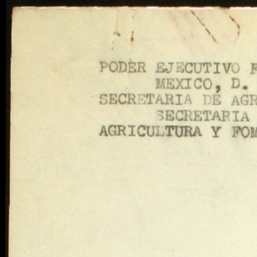 PODER EJECUTIVO F
MEXICO, D.
SECRETARIA DE AGR
SECRETARIA
AGRICULTURA Y FOM